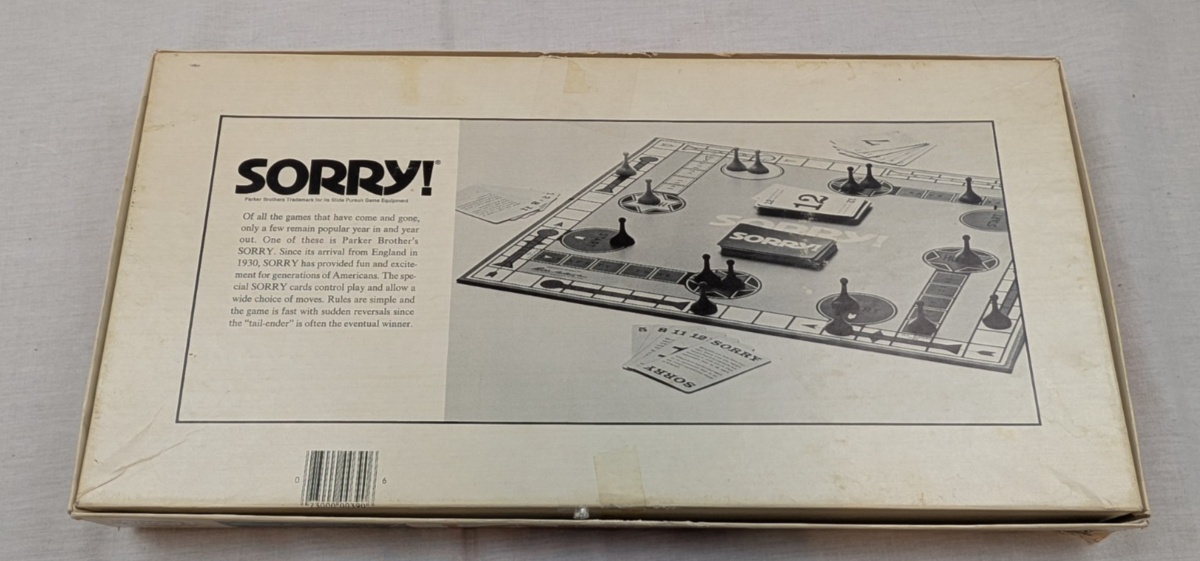 SORRY!®
Parker Brothers Trademark for its Slide Pursuit Game Equipment
Of all the games that have come and gone,
only a few remain popular year in and year
out. One of these is Parker Brother's
SORRY. Since its arrival from England in
1930, SORRY has provided fun and excite-
ment for generations of Americans. The spe-
cial SORRY cards control play and allow a
wide choice of moves. Rules are simple and
the game is fast with sudden reversals since
the "tail-ender" is often the eventual winner.
12
SORRY!
SORRY!
8 11 12 SORRY
1
SORRY
0
6